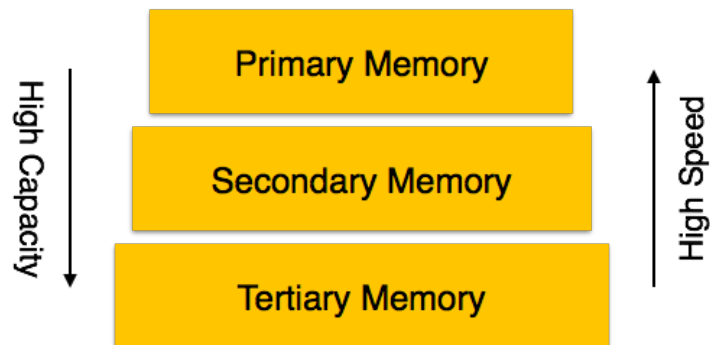 Primary Memory
High Capacity
Secondary Memory
High Speed
Tertiary Memory